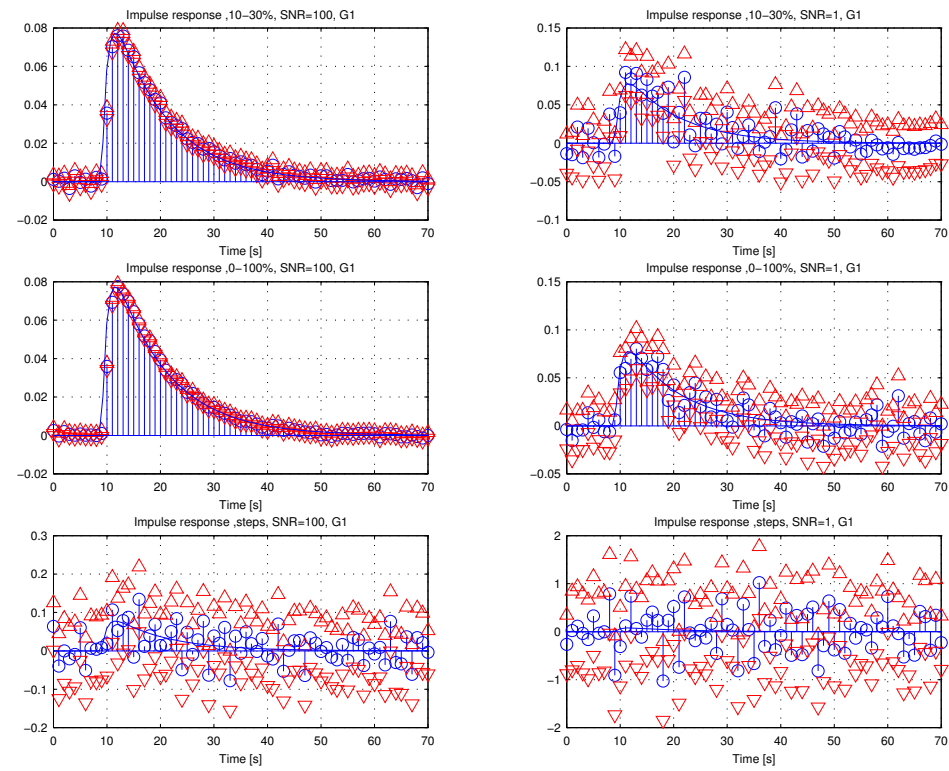 Impulse response ,10−30%, SNR=100, G1
0.08
0.06
0.04
0.02
0
−0.02
0 10 20 30 40 50 60 70
Time [s]
Impulse response ,10−30%, SNR=1, G1
0.15
0.1
0.05
0
−0.05
−0.1
0 10 20 30 40 50 60 70
Time [s]
Impulse response ,0−100%, SNR=100, G1
0.08
0.06
0.04
0.02
0
−0.02
0 10 20 30 40 50 60 70
Time [s]
Impulse response ,0−100%, SNR=1, G1
0.15
0.1
0.05
0
−0.05
0 10 20 30 40 50 60 70
Time [s]
Impulse response ,steps, SNR=100, G1
0.3
0.2
0.1
0
−0.1
−0.2
0 10 20 30 40 50 60 70
Time [s]
Impulse response ,steps, SNR=1, G1
2
1
0
−1
−2
0 10 20 30 40 50 60 70
Time [s]